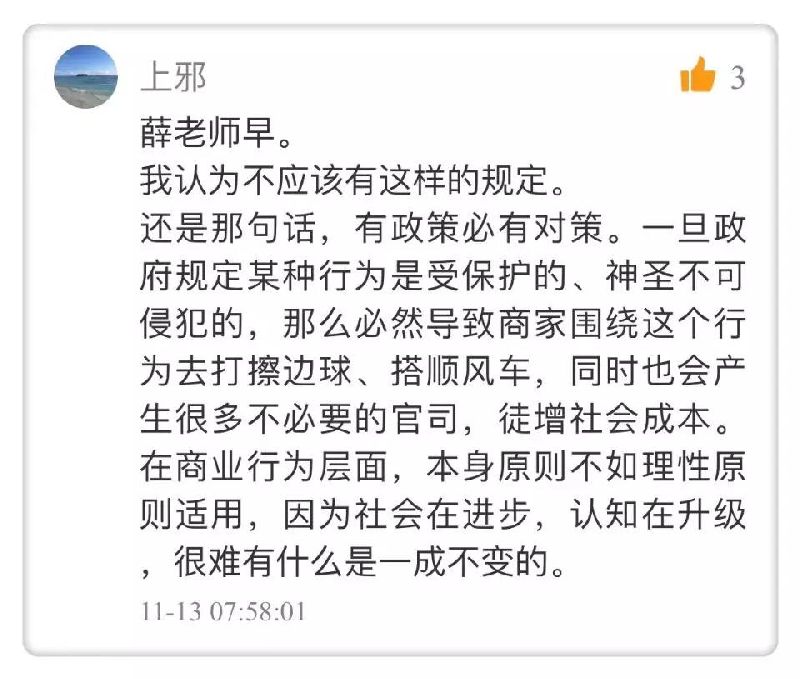 上邪
3
薛老师早。
我认为不应该有这样的规定。
还是那句话，有政策必有对策。一旦政
府规定某种行为是受保护的、神圣不可
侵犯的，那么必然导致商家围绕这个行
为去打擦边球、搭顺风车，同时也会产
生很多不必要的官司，徒增社会成本。
在商业行为层面，本身原则不如理性原
则适用，因为社会在进步，认知在升级
，很难有什么是一成不变的。
11-13 07:58:01